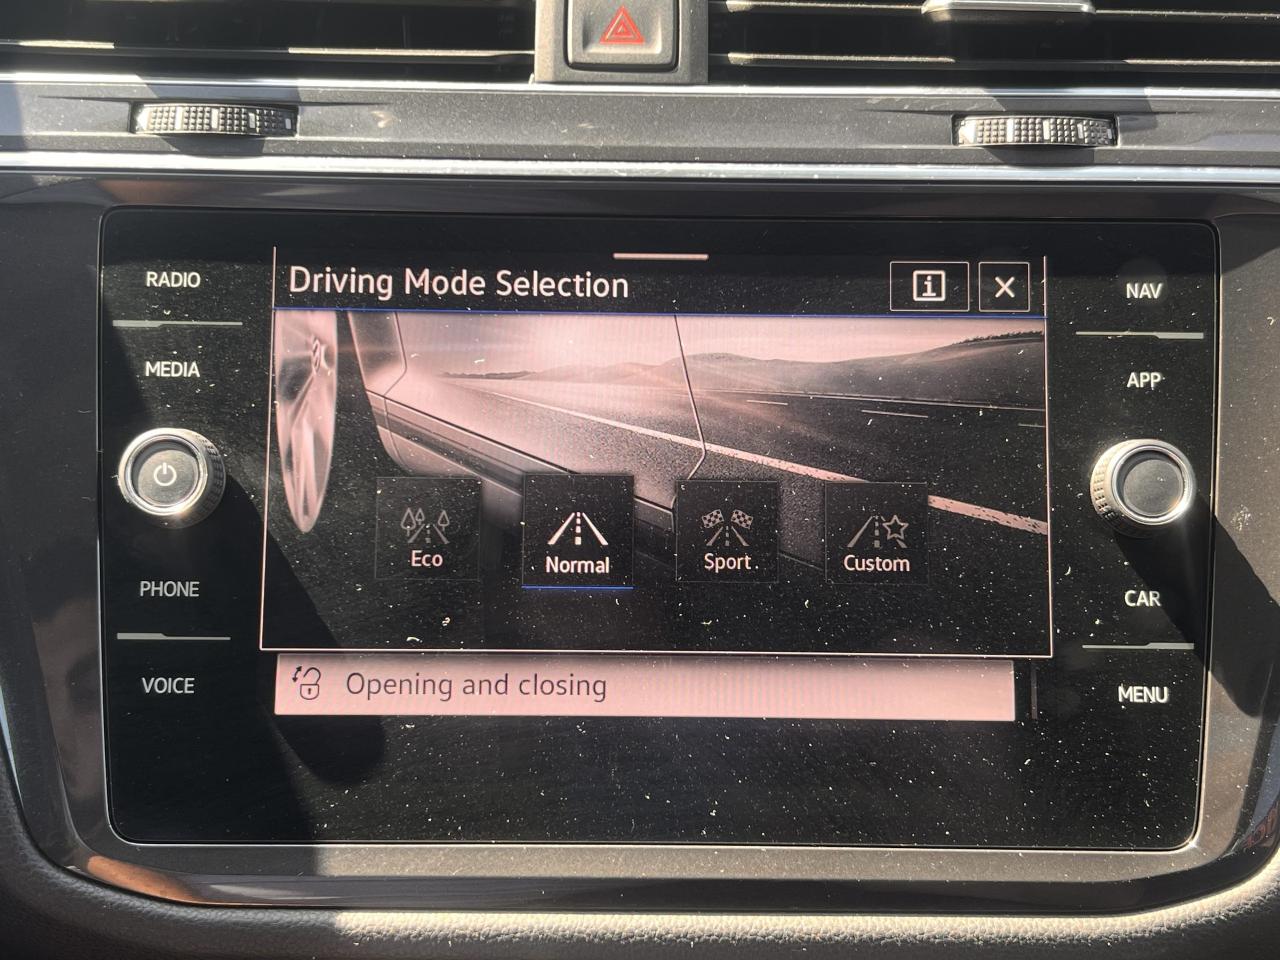 RADIO
MEDIA
PHONE
VOICE
Driving Mode Selection
i
Eco
Normal
Sport
Custom
Opening and closing
NAV
APP
CAR
MENU